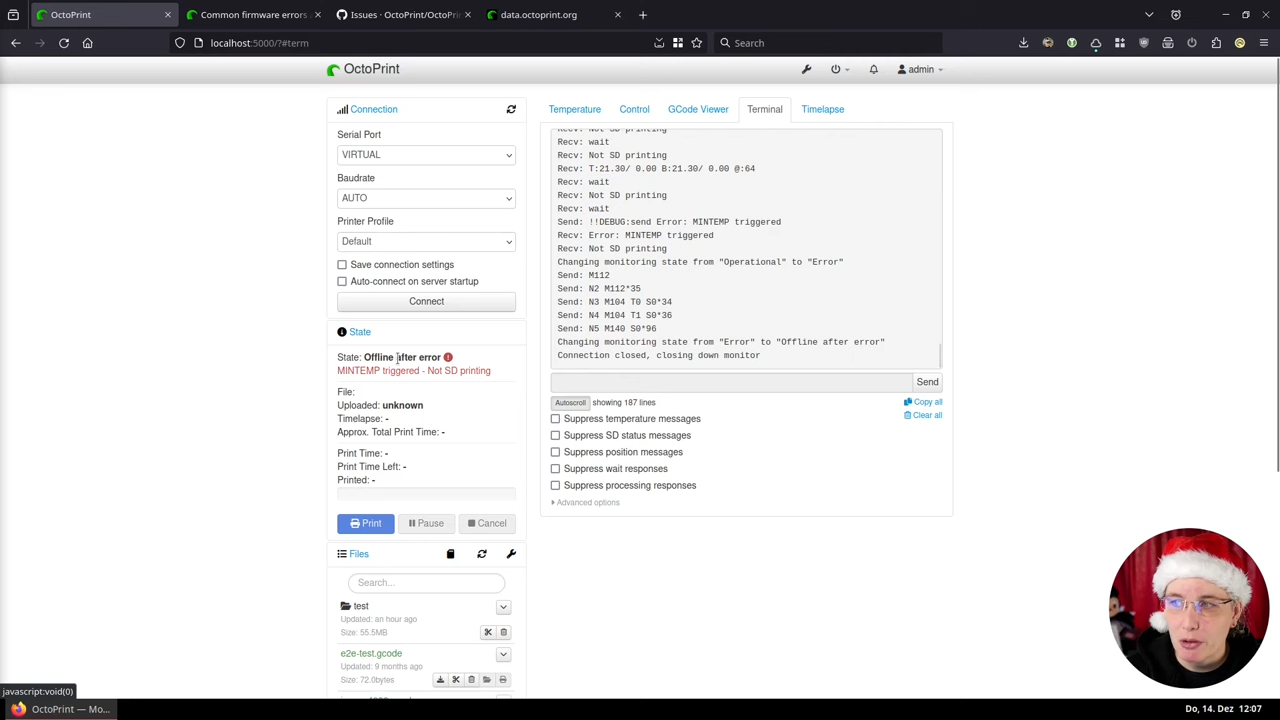 OctoPrint
Common firmware errors
Issues · OctoPrint/OctoPri
data.octoprint.org
localhost:5000/?#term
Search
OctoPrint
admin
Connection
Serial Port
VIRTUAL
Baudrate
AUTO
Printer Profile
Default
Save connection settings
Auto-connect on server startup
Connect
State
State: Offline after error
MINTEMP triggered - Not SD printing
File:
Uploaded: unknown
Timelapse: -
Approx. Total Print Time: -
Print Time: -
Print Time Left: -
Printed: -
Print
Pause
Cancel
Files
Search...
test
Updated: an hour ago
Size: 55.5MB
e2e-test.gcode
Updated: 9 months ago
Size: 72.0bytes
Temperature
Control
GCode Viewer
Terminal
Timelapse
Recv: Not SD printing
Recv: wait
Recv: Not SD printing
Recv: T:21.30/ 0.00 B:21.30/ 0.00 @:64
Recv: wait
Recv: Not SD printing
Recv: wait
Send: !!DEBUG:send Error: MINTEMP triggered
Recv: Error: MINTEMP triggered
Recv: Not SD printing
Changing monitoring state from "Operational" to "Error"
Send: M112
Send: N2 M112*35
Send: N3 M104 T0 S0*34
Send: N4 M104 T1 S0*36
Send: N5 M140 S0*96
Changing monitoring state from "Error" to "Offline after error"
Connection closed, closing down monitor
Send
Autoscroll
showing 187 lines
Copy all
Clear all
Suppress temperature messages
Suppress SD status messages
Suppress position messages
Suppress wait responses
Suppress processing responses
Advanced options
javascript:void(0)
OctoPrint — Mo...
Do, 14. Dez 12:07